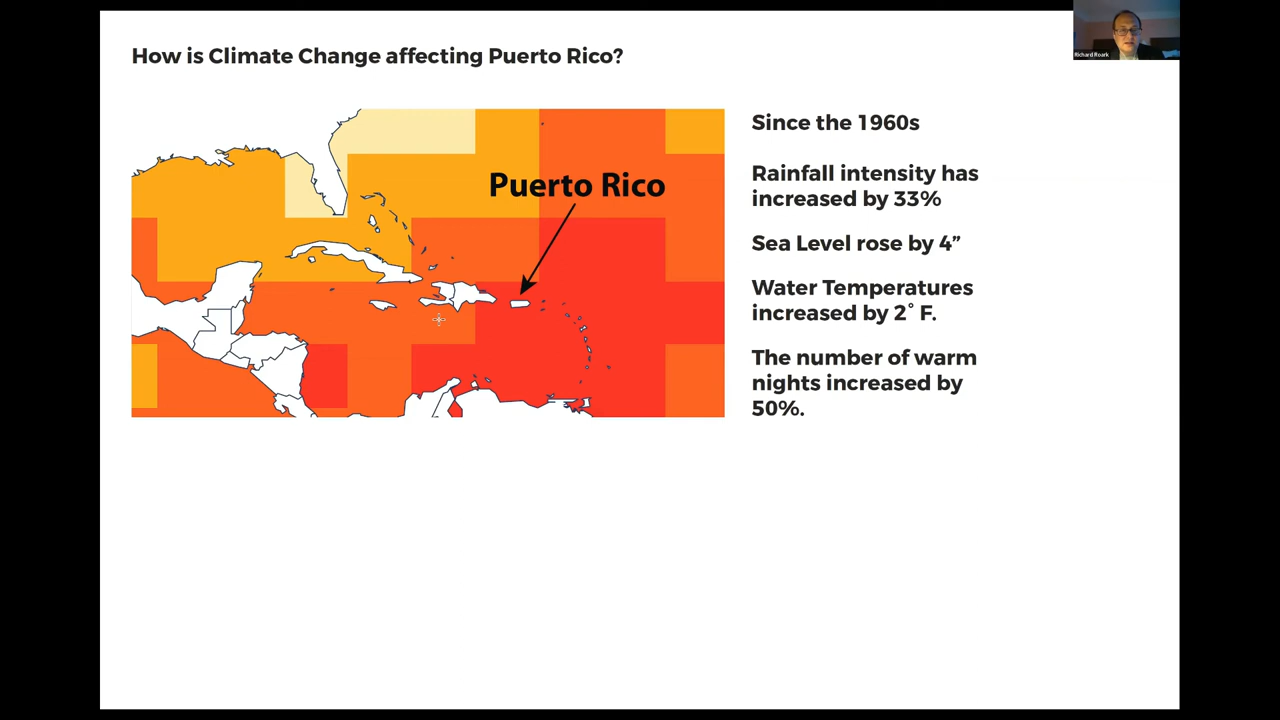 How is Climate Change affecting Puerto Rico?
Richard Roark
Puerto Rico
Since the 1960s
Rainfall intensity has
increased by 33%
Sea Level rose by 4”
Water Temperatures
increased by 2° F.
The number of warm
nights increased by
50%.